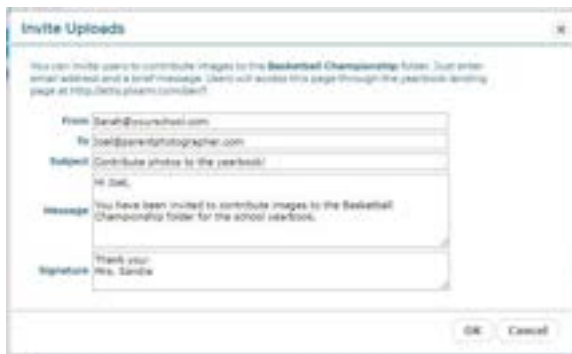 Invite Uploads
You can invite users to contribute images to the Basketball Championship folder. Just enter
email address and a brief message. Users will access this page through the yearbook landing
page at
From Sarah@yourschool.com
To Joel@parentphotographer.com
Subject Contribute photos to the yearbook!
Hi Joel,
Message You have been invited to contribute images to the Basketball
Championship folder for the school yearbook.
Thank you!
Signature Mrs. Sandra
OK Cancel